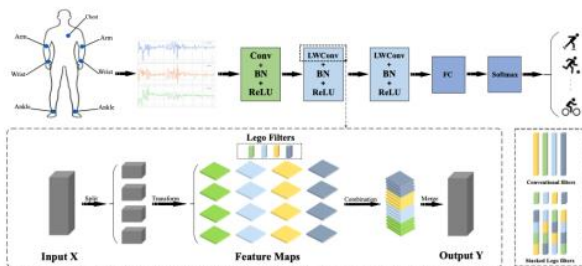 Chest
Arm
Arm
Wrist
Wrist
Ankle
Ankle
Conv
+
BN
+
ReLU
LWConv
+
BN
+
ReLU
LWConv
+
BN
+
ReLU
FC
Softmax
Lego Filters
Split
Transform
Combination
Merge
Input X
Feature Maps
Output Y
Conventional filters
Stacked Lego filters